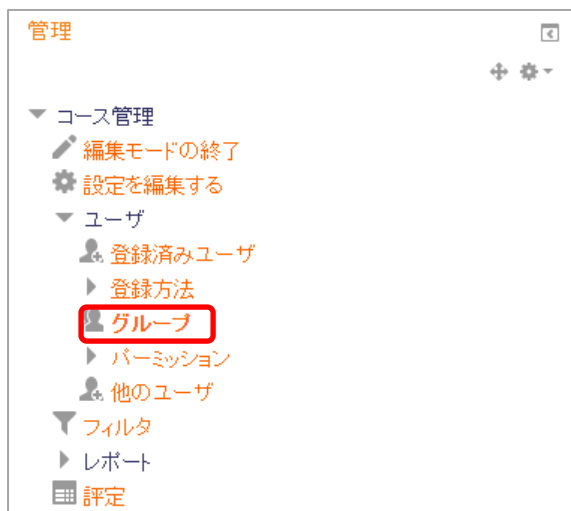 管理
コース管理
編集モードの終了
設定を編集する
ユーザ
登録済みユーザ
登録方法
グループ
パーミッション
他のユーザ
フィルタ
レポート
評定